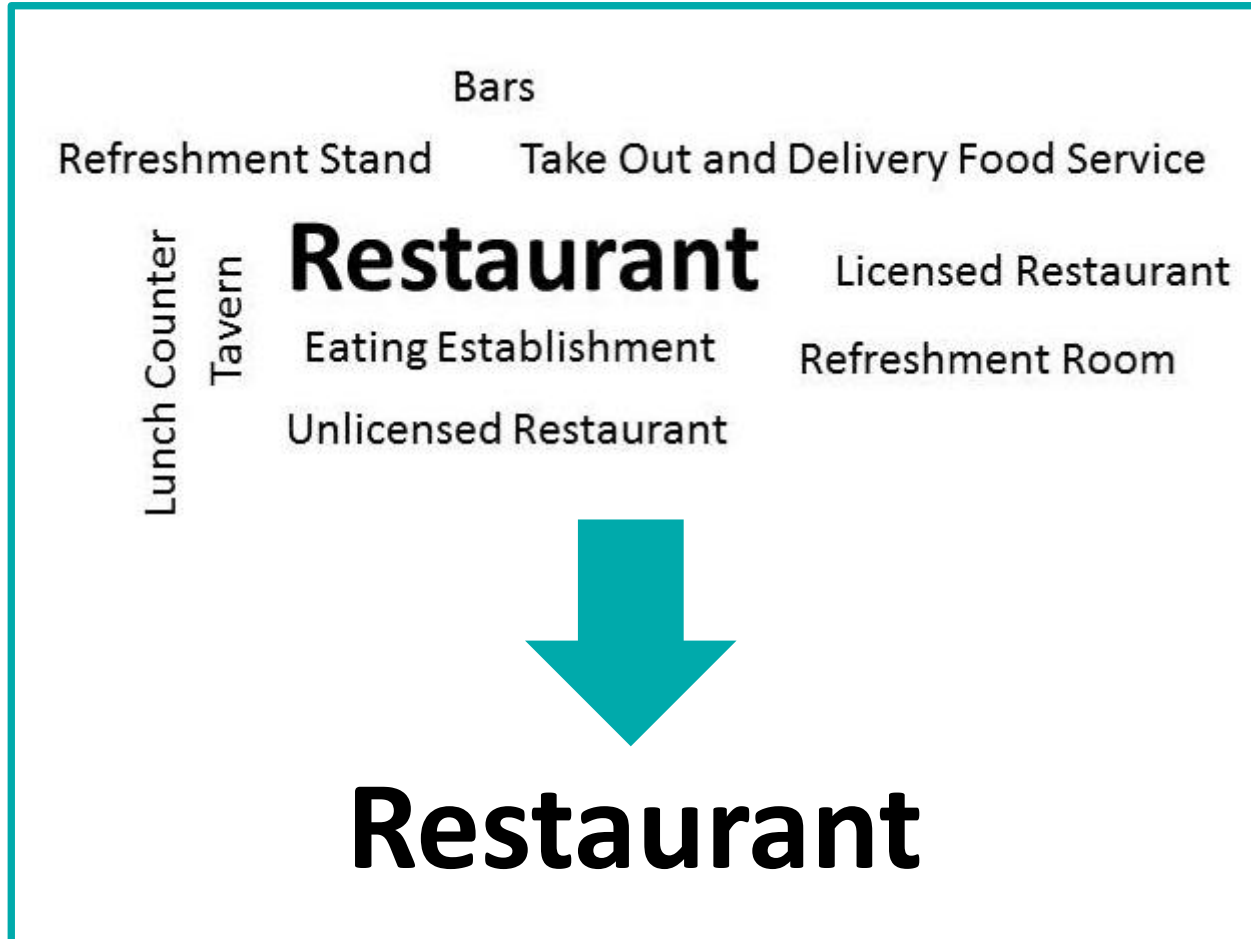 Bars
Refreshment Stand
Take Out and Delivery Food Service
Lunch Counter
Tavern
Restaurant
Licensed Restaurant
Eating Establishment
Refreshment Room
Unlicensed Restaurant
Restaurant